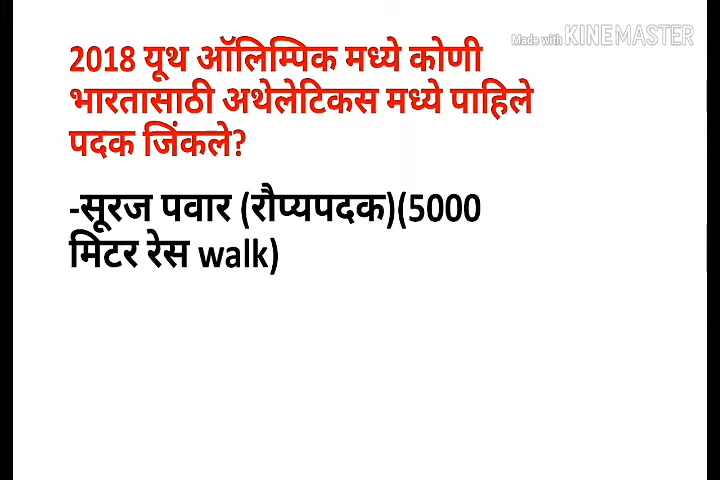 Made with KINEMASTER
2018 यूथ ऑलिम्पिक मध्ये कोणी
भारतासाठी अथेलेटिकस मध्ये पाहिले
पदक जिंकले?
-सूरज पवार (रौप्यपदक)(5000
मिटर रेस walk)